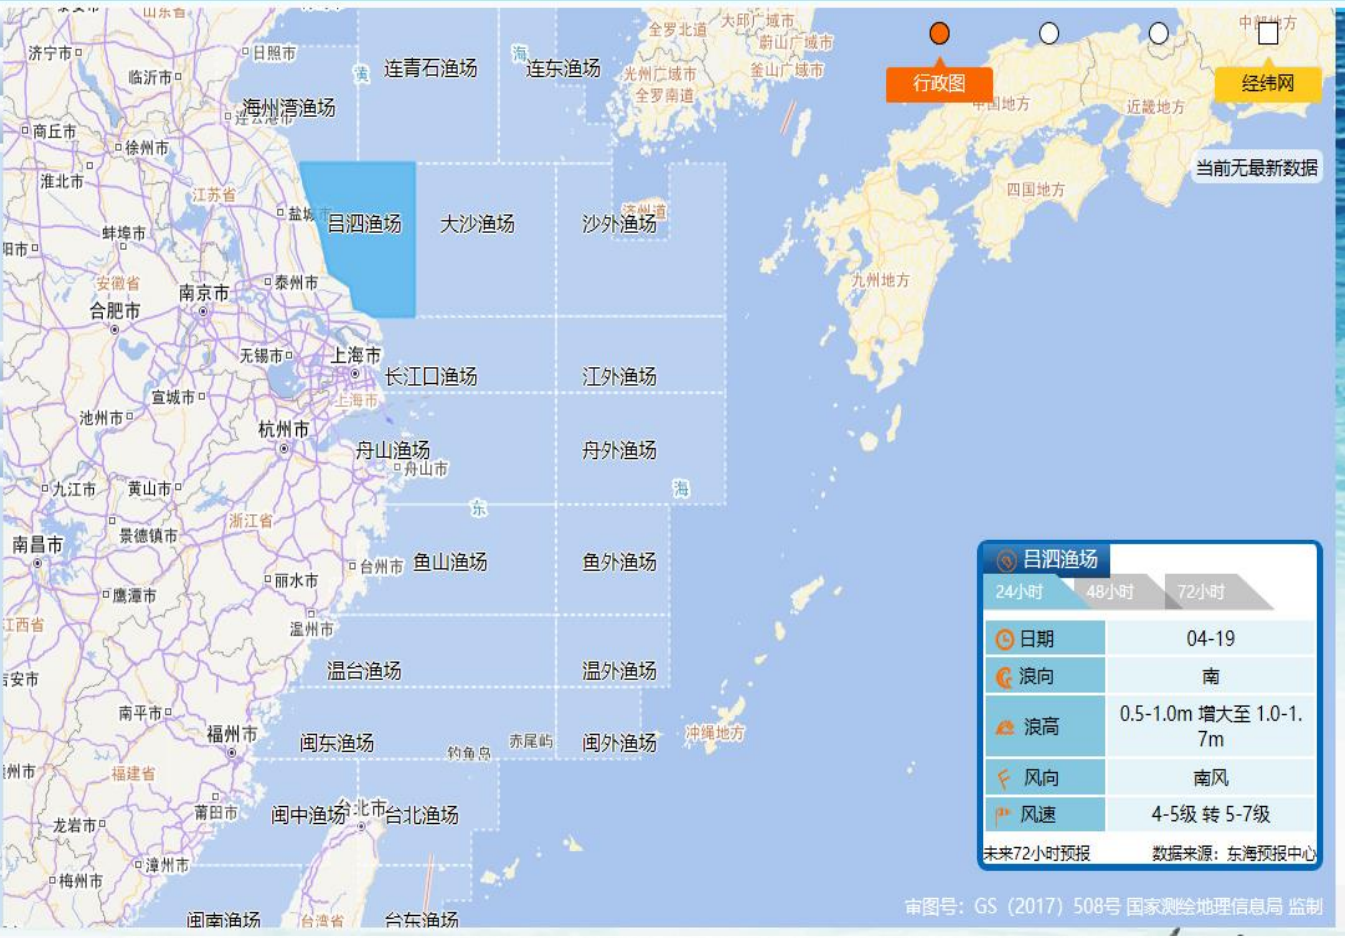 山东省
济宁市
日照市
临沂市
黄
海
连青石渔场
连东渔场
全罗北道
大邱广域市
蔚山广域市
釜山广域市
光州广域市
全罗南道
行政图
中国地方
近畿地方
经纬网
当前无最新数据
海州湾渔场
商丘市
徐州市
淮北市
江苏省
盐城
吕泗渔场
大沙渔场
沙外渔场
济州道
四国地方
九州地方
蚌埠市
阳市
安徽省
泰州市
南京市
合肥市
无锡市
上海市
上海市
长江口渔场
江外渔场
宣城市
池州市
杭州市
舟山渔场
舟山市
舟外渔场
海
东
九江市
黄山市
浙江省
景德镇市
南昌市
台州市
鱼山渔场
鱼外渔场
丽水市
鹰潭市
江西省
温州市
温台渔场
温外渔场
吉安市
南平市
福州市
闽东渔场
钓鱼岛
赤尾屿
闽外渔场
冲绳地方
州市
福建省
莆田市
闽中渔场
台北市
台北渔场
龙岩市
漳州市
梅州市
闽南渔场
台湾省
台东渔场
吕泗渔场
24小时 48小时 72小时
日期 04-19
浪向 南
浪高 0.5-1.0m 增大至 1.0-1.
7m
风向 南风
风速 4-5级 转 5-7级
未来72小时预报 数据来源：东海预报中心
审图号：GS（2017）508号 国家测绘地理信息局 监制